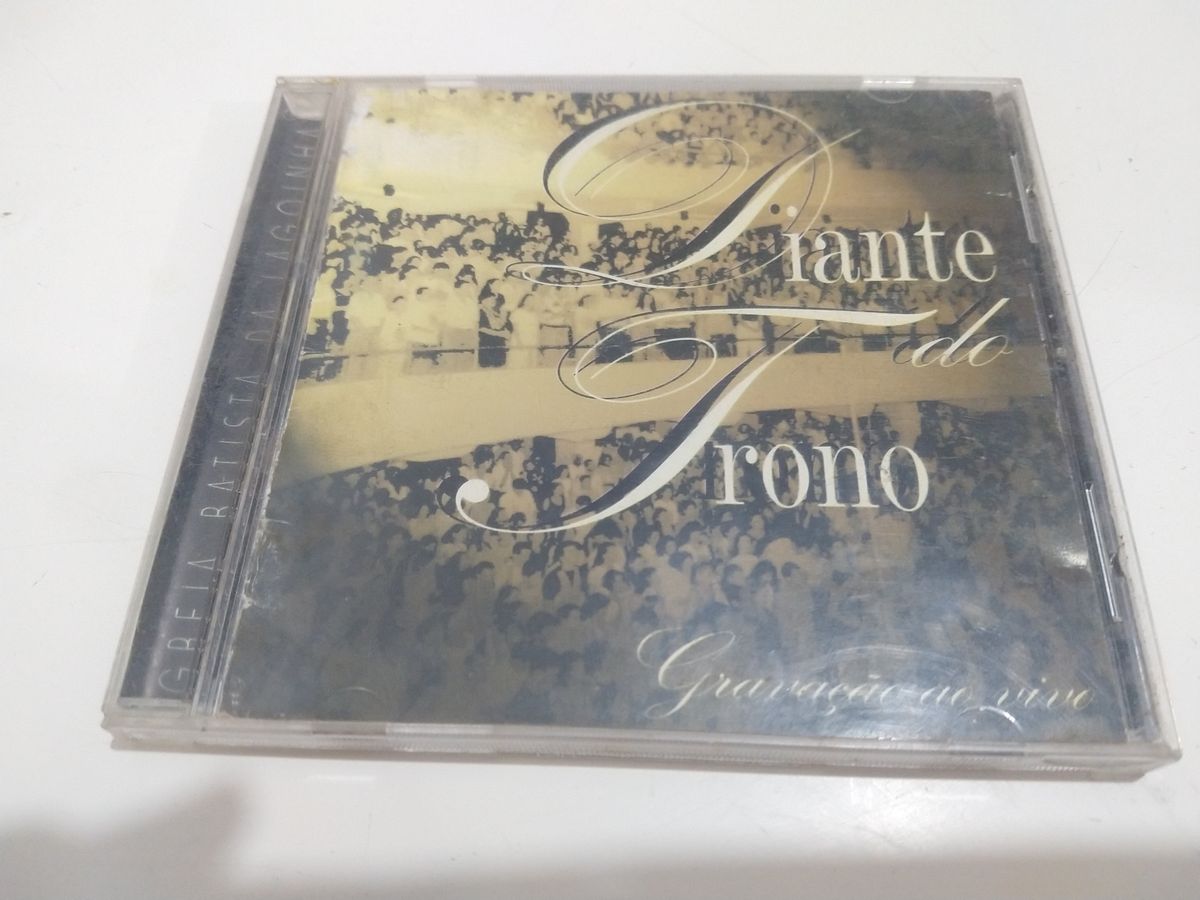 Diante
do
Trono
Gravação ao vivo
IGREJA BATISTA DA LAGOINHA